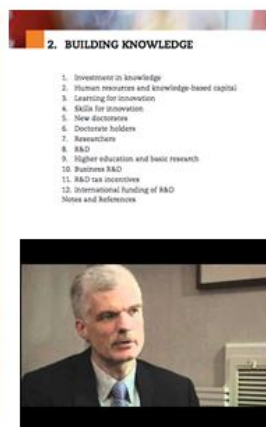 2. BUILDING KNOWLEDGE
1. Investment in knowledge
2. Human resources and knowledge-based capital
3. Learning for innovation
4. Skills for innovation
5. New doctorates
6. Doctorate holders
7. Researchers
8. R&D
9. Higher education and basic research
10. Business R&D
11. R&D tax incentives
12. International funding of R&D
Notes and References